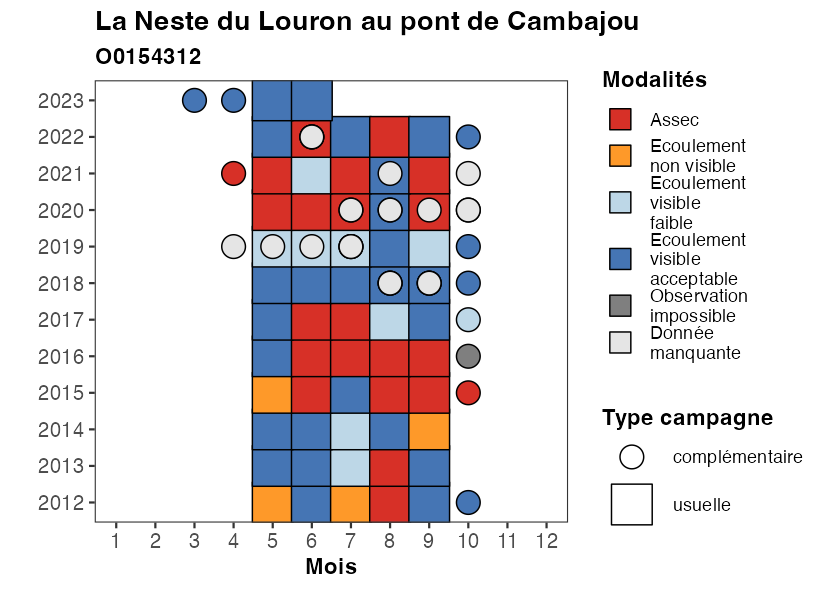 La Neste du Louron au pont de Cambajou
O0154312
2023
2022
2021
2020
2019
2018
2017
2016
2015
2014
2013
2012
1 2 3 4 5 6 7 8 9 10 11 12
Mois
Modalités
Assec
Ecoulement
non visible
Ecoulement
visible
faible
Ecoulement
visible
acceptable
Observation
impossible
Donnée
manquante
Type campagne
complémentaire
usuelle